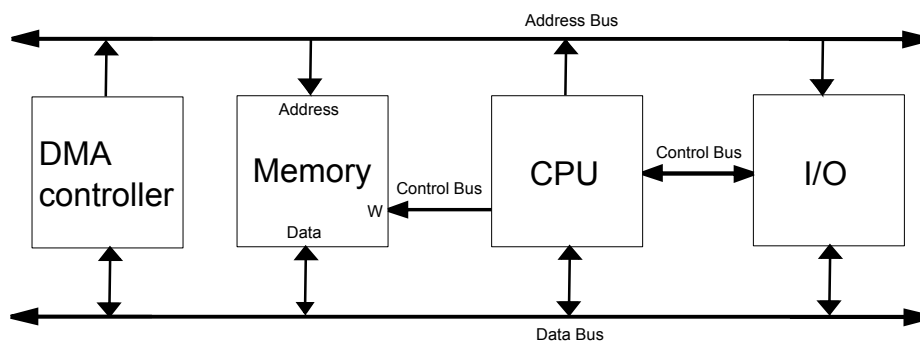 Address Bus
DMA
controller
Address
Memory
W
Data
Control Bus
CPU
Control Bus
I/O
Data Bus